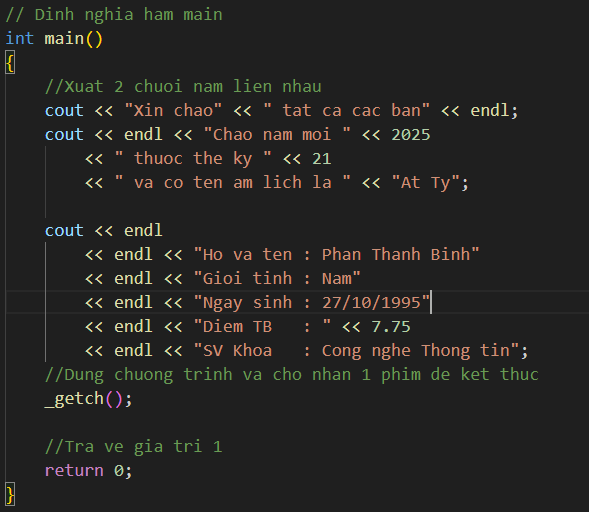 // Dinh nghia ham main
int main()
{
    //Xuat 2 chuoi nam lien nhau
    cout << "Xin chao" << " tat ca cac ban" << endl;
    cout << endl << "Chao nam moi " << 2025
        << " thuoc the ky " << 21
        << " va co ten am lich la " << "At Ty";
    cout << endl
        << endl << "Ho va ten : Phan Thanh Binh"
        << endl << "Gioi tinh : Nam"
        << endl << "Ngay sinh : 27/10/1995"
        << endl << "Diem TB   : " << 7.75
        << endl << "SV Khoa   : Cong nghe Thong tin";
    //Dung chuong trinh va cho nhan 1 phim de ket thuc
    _getch();
    //Tra ve gia tri 1
    return 0;
}